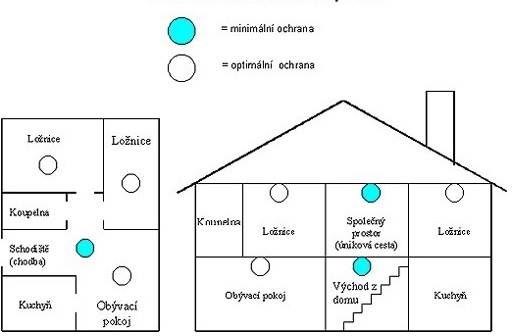 = minimální ochrana
= optimální ochrana
Ložnice
Ložnice
Koupelna
Schodiště
(chodba)
Kuchyň
Obývací
pokoj
Koupelna
Ložnice
Společný
prostor
(úniková cesta)
Ložnice
Obývací pokoj
Východ z
domu
Kuchyň